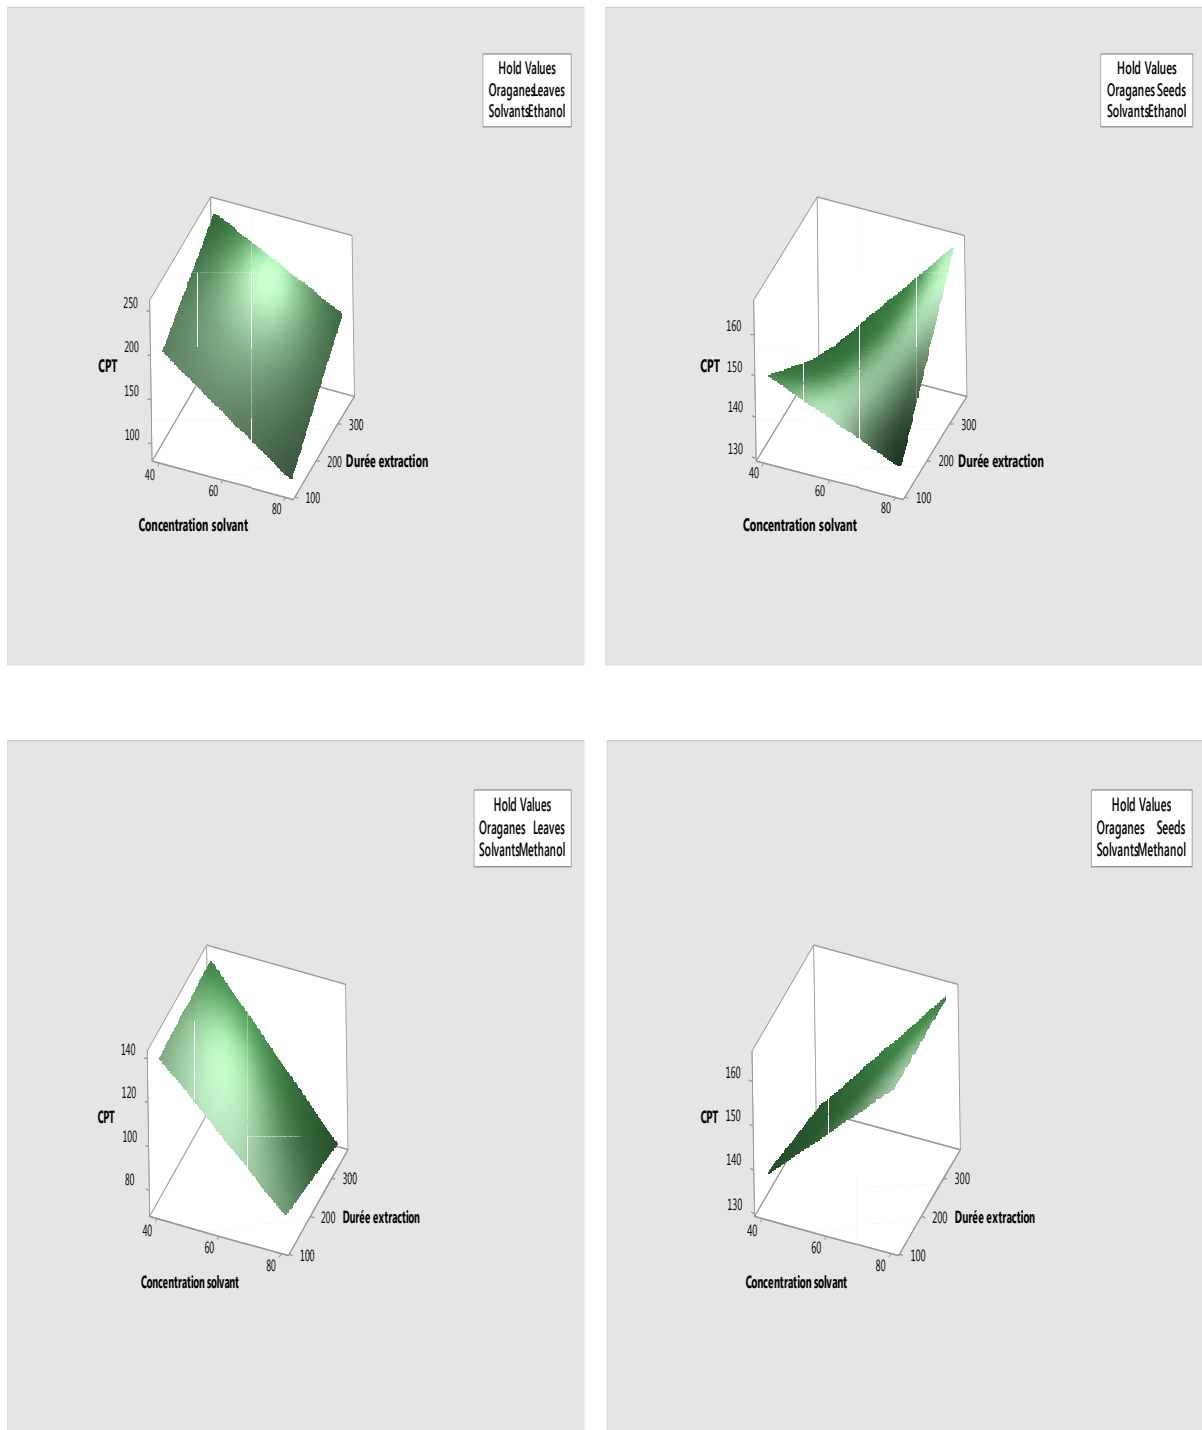 Hold Values
Oraganes Leaves
Solvants Ethanol
250
200
150
100
CPT
40
60
80
Concentration solvant
300
200
100
Durée extraction
Hold Values
Oraganes Seeds
Solvants Ethanol
160
150
140
130
CPT
40
60
80
Concentration solvant
300
200
100
Durée extraction
Hold Values
Oraganes Leaves
Solvants Methanol
140
120
100
80
CPT
40
60
80
Concentration solvant
300
200
100
Durée extraction
Hold Values
Oraganes Seeds
Solvants Methanol
160
150
140
130
CPT
40
60
80
Concentration solvant
300
200
100
Durée extraction